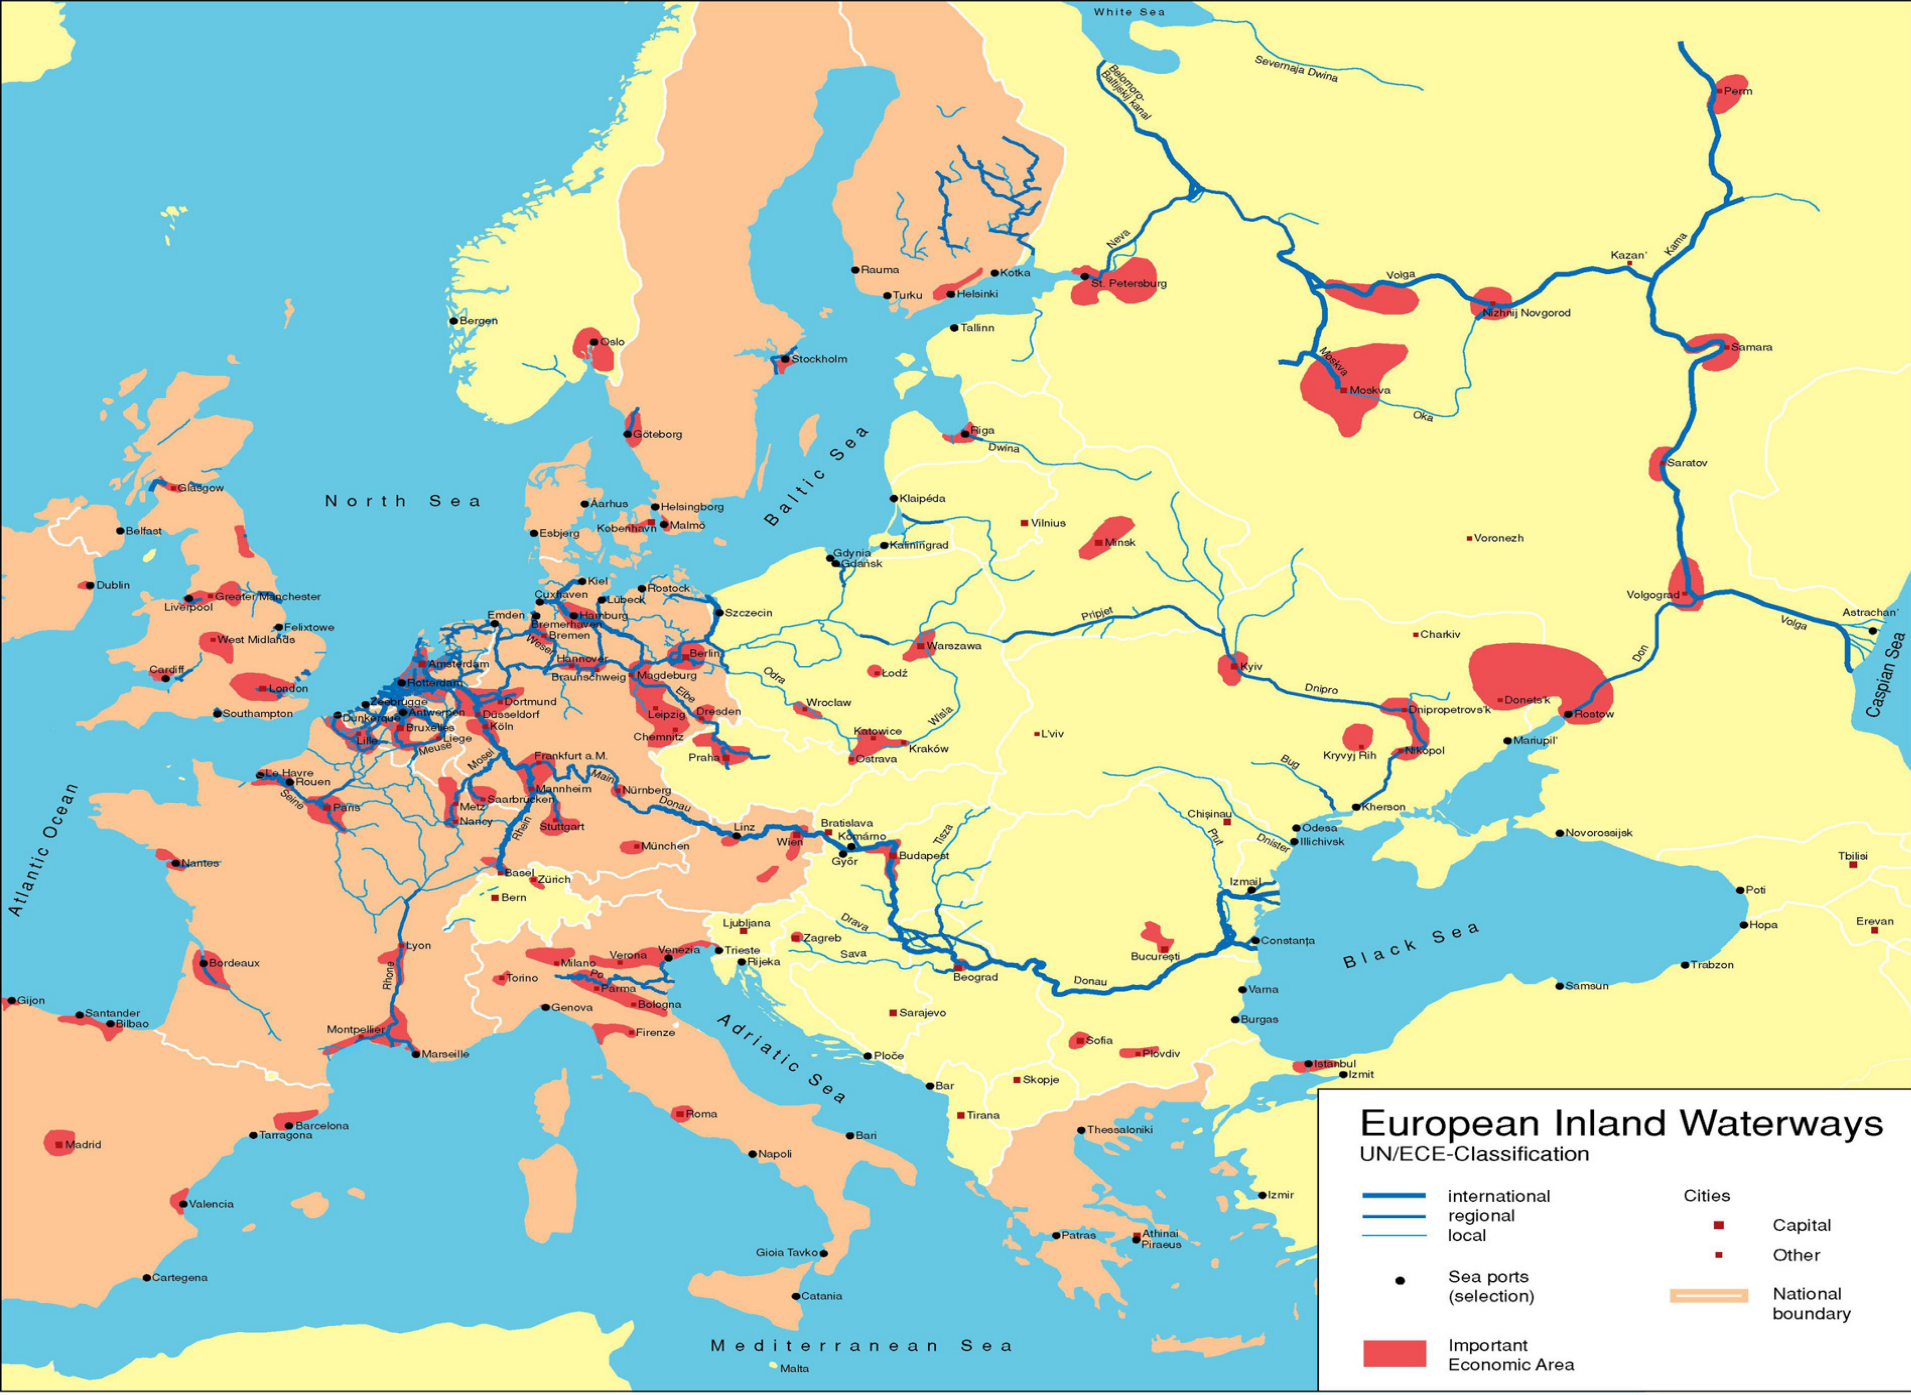 White Sea
Severnaja Dwina
Belomoro-
Baltijskij kanal
Perm
Kama
Kazan'
Neva
Volga
St. Petersburg
Nizhnij Novgorod
Samara
Moskva
Moskva
Oka
Saratov
Voronezh
Volgograd
Astrachan'
Volga
Caspian Sea
Charkiv
Don
Donets'k
Rostow
Mariupil'
Rauma
Turku
Kotka
Helsinki
Tallinn
Bergen
Oslo
Stockholm
Göteborg
Riga
Dwina
Baltic Sea
North Sea
Glasgow
Belfast
Dublin
Liverpool
Greater Manchester
Felixtowe
West Midlands
Cardiff
London
Southampton
Aarhus
Helsingborg
Kobenhavn
Malmö
Esbjerg
Klaipéda
Vilnius
Minsk
Kaliningrad
Gdynia
Gdańsk
Kiel
Rostock
Cuxhaven
Lübeck
Szczecin
Emden
Hamburg
Bremerhaven
Bremen
Weser
Hannover
Berlin
Braunschweig
Magdeburg
Elbe
Amsterdam
Rotterdam
Zeebrugge
Dunkerque
Antwerpen
Bruxelles
Lille
Liege
Meuse
Dortmund
Düsseldorf
Köln
Leipzig
Dresden
Chemnitz
Praha
Odra
Wroclaw
Warszawa
Łodź
Wisla
Katowice
Kraków
Ostrava
L'viv
Pripjet
Kyiv
Dnipro
Dnipropetrovs'k
Kryvyj Rih
Nikopol
Bug
Kherson
Odesa
Illichivsk
Novorossijsk
Chişinau
Prut
Dnister
Izmail
Le Havre
Rouen
Seine
Paris
Mosel
Metz
Nancy
Saarbrücken
Frankfurt a.M.
Main
Mannheim
Nürnberg
Stuttgart
Rhein
Donau
Linz
Wien
München
Bratislava
Komárno
Győr
Budapest
Tisza
Basel
Zürich
Bern
Nantes
Atlantic Ocean
Bordeaux
Lyon
Rhone
Montpellier
Marseille
Gijon
Santander
Bilbao
Madrid
Barcelona
Tarragona
Valencia
Cartegena
Ljubljana
Zagreb
Drava
Sava
Trieste
Rijeka
Venezia
Verona
Milano
Torino
Po
Parma
Bologna
Genova
Firenze
Roma
Napoli
Bari
Gioia Tavko
Catania
Adriatic Sea
Beograd
Donau
Bucureşti
Constanţa
Varna
Burgas
Sarajevo
Ploče
Bar
Sofia
Plovdiv
Skopje
Tirana
Thessaloniki
Istanbul
Izmit
Izmir
Patras
Athinai
Piraeus
Black Sea
Samsun
Trabzon
Hopa
Poti
Tbilisi
Erevan
Mediterranean Sea
Malta
European Inland Waterways
UN/ECE-Classification
international
regional
local
Sea ports
(selection)
Important
Economic Area
Cities
Capital
Other
National
boundary